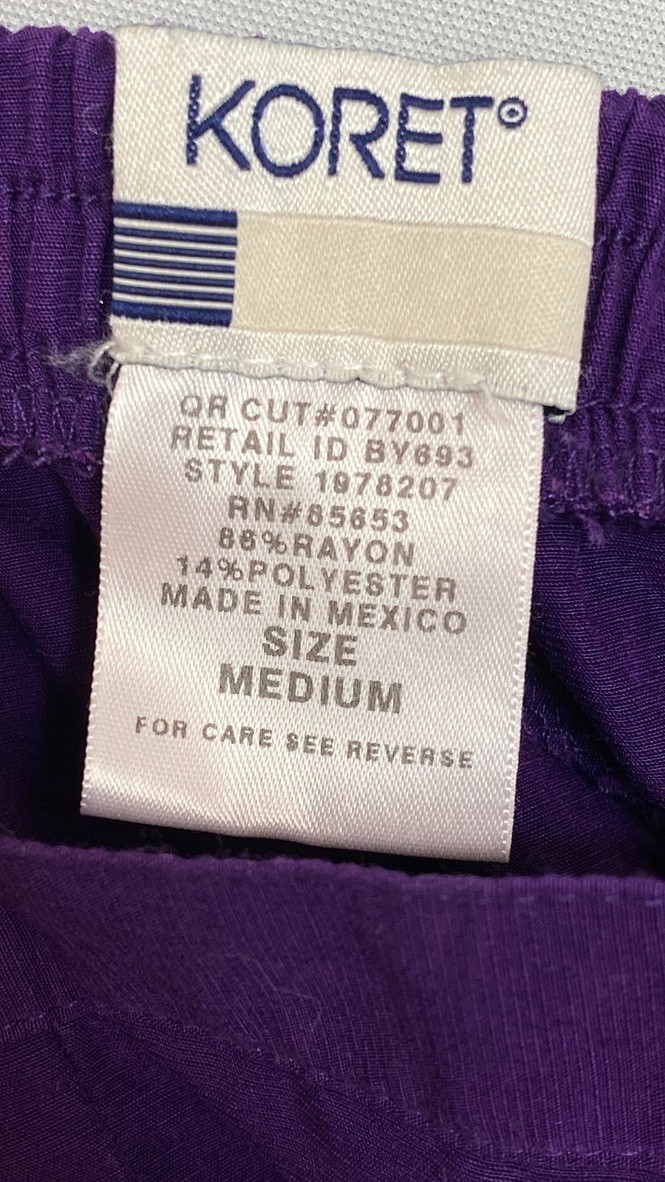 KORET®
QR CUT#077001
RETAIL ID BY693
STYLE 1978207
RN#85653
86%RAYON
14%POLYESTER
MADE IN MEXICO
SIZE
MEDIUM
FOR CARE SEE REVERSE